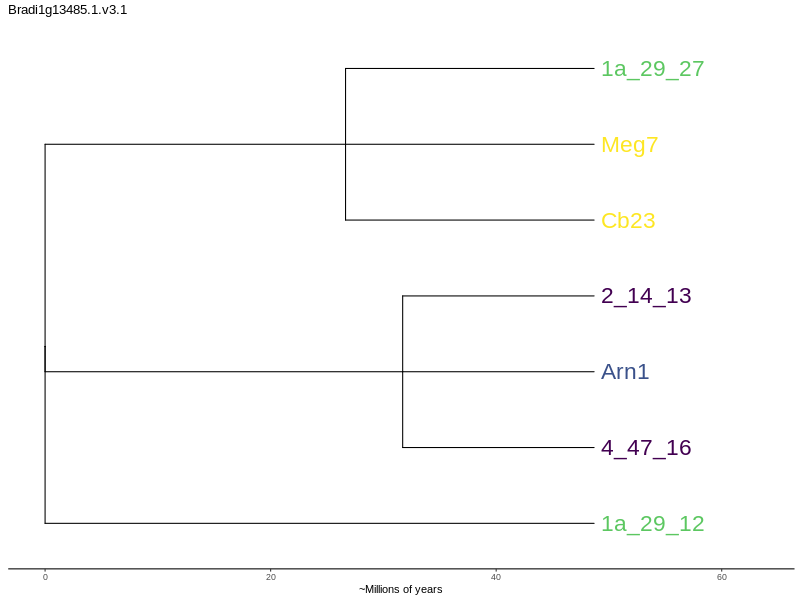 Bradi1g13485.1.v3.1
1a_29_27
Meg7
Cb23
2_14_13
Arn1
4_47_16
1a_29_12
0 20 40 60
~Millions of years